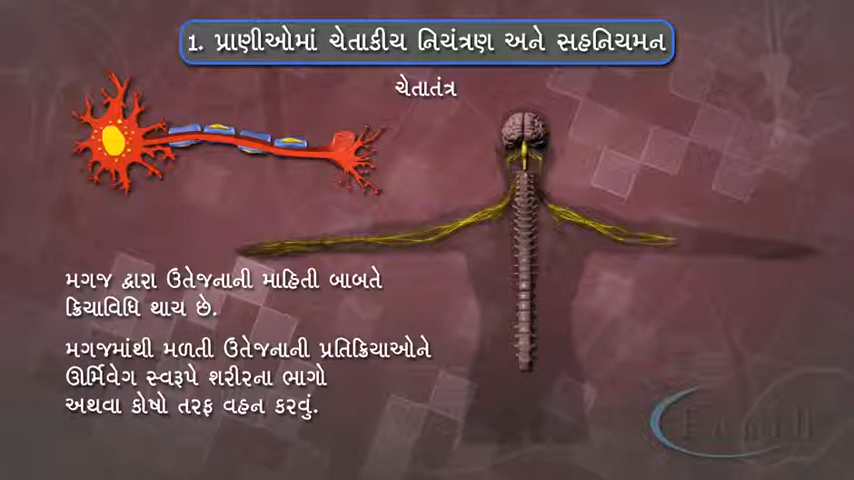 1. પ્રાણીઓમાં ચેતાકીય નિયંત્રણ અને સહનિયમન
ચેતાતંત્ર
મગજ દ્વારા ઉતેજનાની માહિતી બાબતે
ક્રિયાવિધિ થાય છે.
મગજમાંથી મળતી ઉતેજનાની પ્રતિક્રિયાઓને
ઊર્મિવેગ સ્વરૂપે શરીરના ભાગો
અથવા કોષો તરફ વહન કરવું.